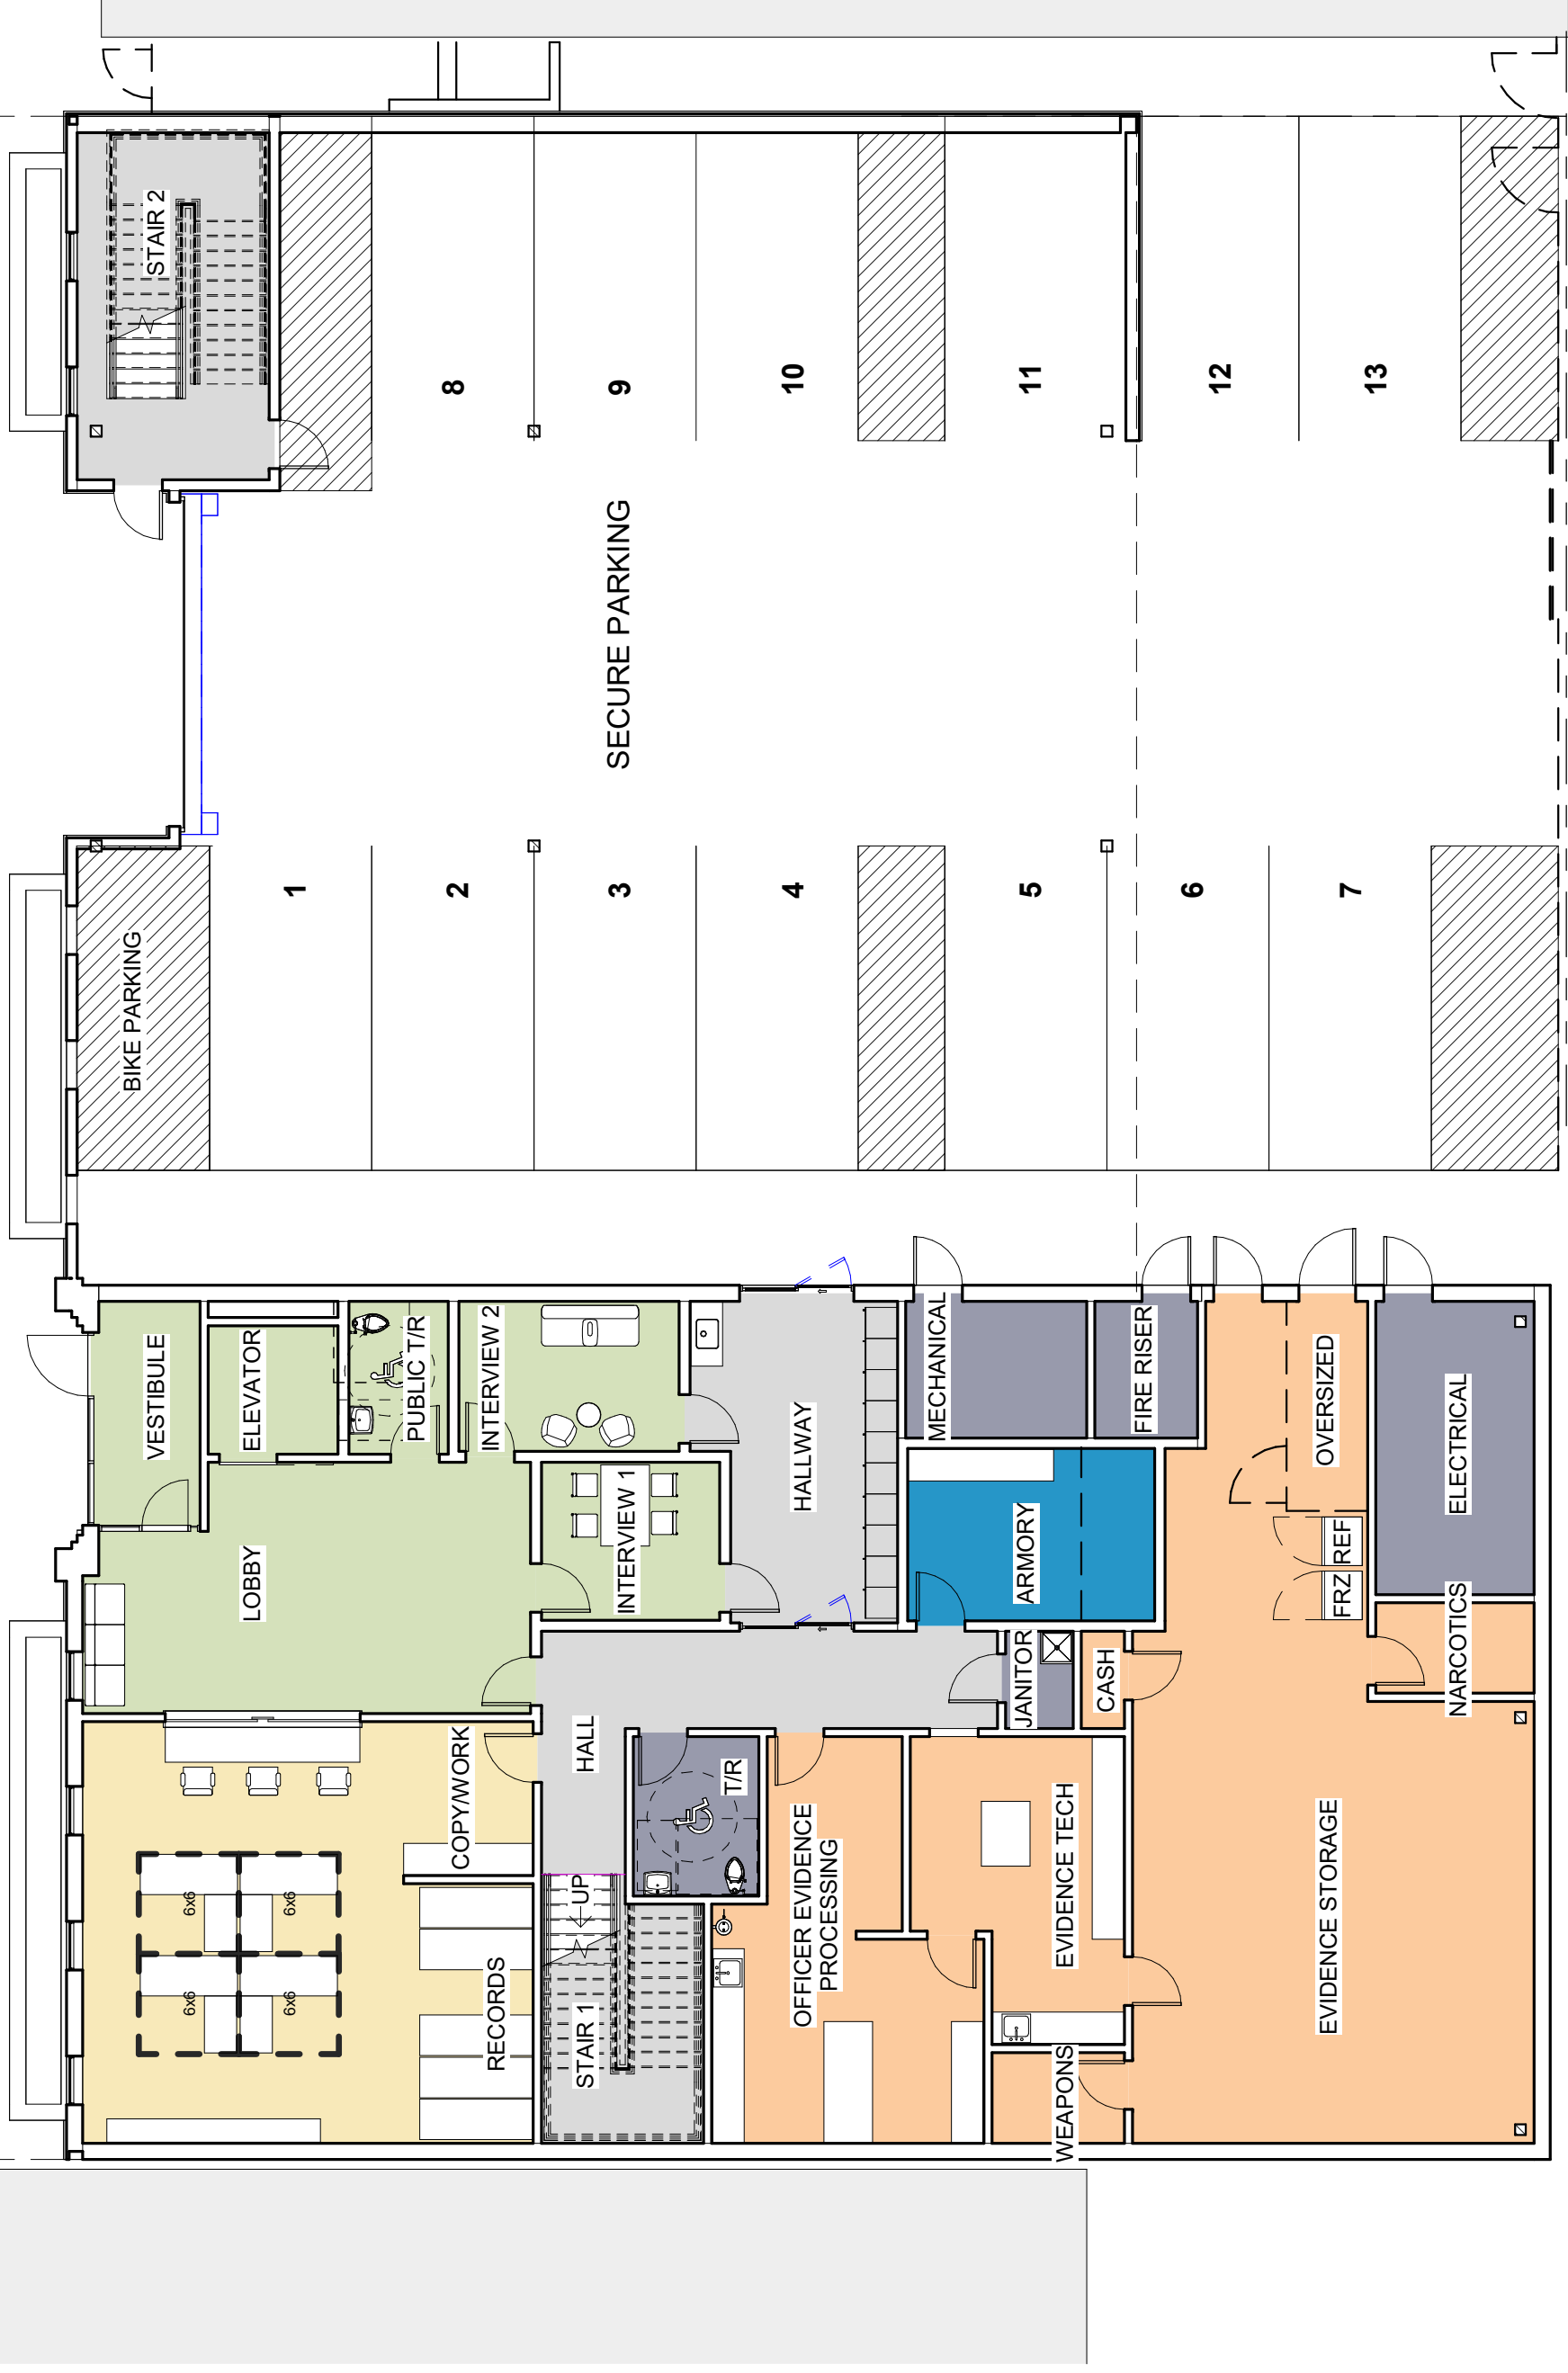 STAIR 2
8
9
10
11
12
13
SECURE PARKING
1
2
3
4
5
6
7
BIKE PARKING
VESTIBULE
ELEVATOR
PUBLIC T/R
INTERVIEW 2
HALLWAY
MECHANICAL
FIRE RISER
OVERSIZED
ELECTRICAL
LOBBY
INTERVIEW 1
ARMORY
REF
FRZ
NARCOTICS
JANITOR
CASH
HALL
T/R
COPY/WORK
6x6
6x6
6x6
6x6
RECORDS
UP
STAIR 1
OFFICER EVIDENCE
PROCESSING
EVIDENCE TECH
EVIDENCE STORAGE
WEAPONS